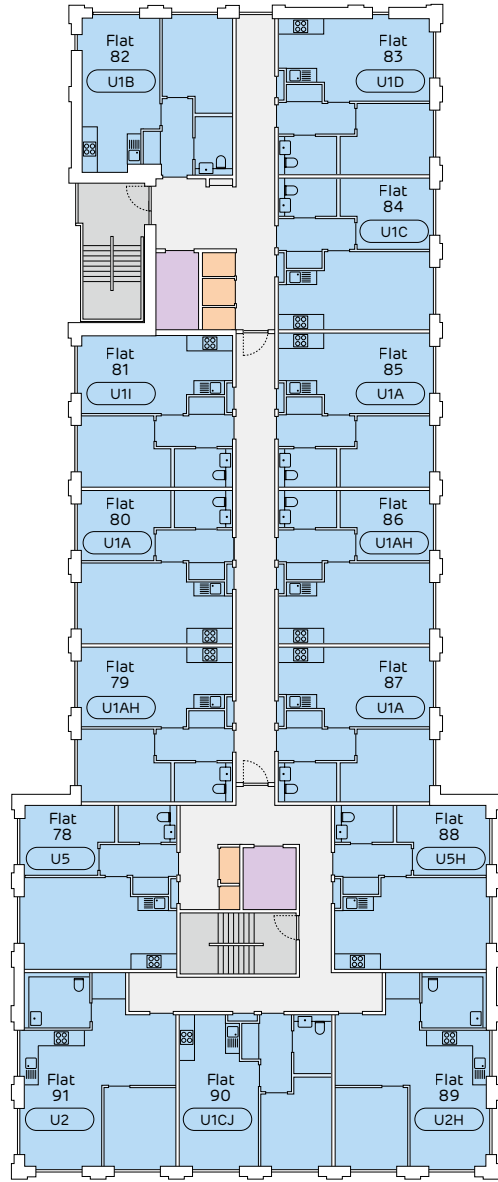 Flat
82
U1B
Flat
83
U1D
Flat
84
U1C
Flat
81
U1I
Flat
85
U1A
Flat
80
U1A
Flat
86
U1AH
Flat
79
U1AH
Flat
87
U1A
Flat
78
U5
Flat
88
U5H
Flat
91
U2
Flat
90
U1CJ
Flat
89
U2H